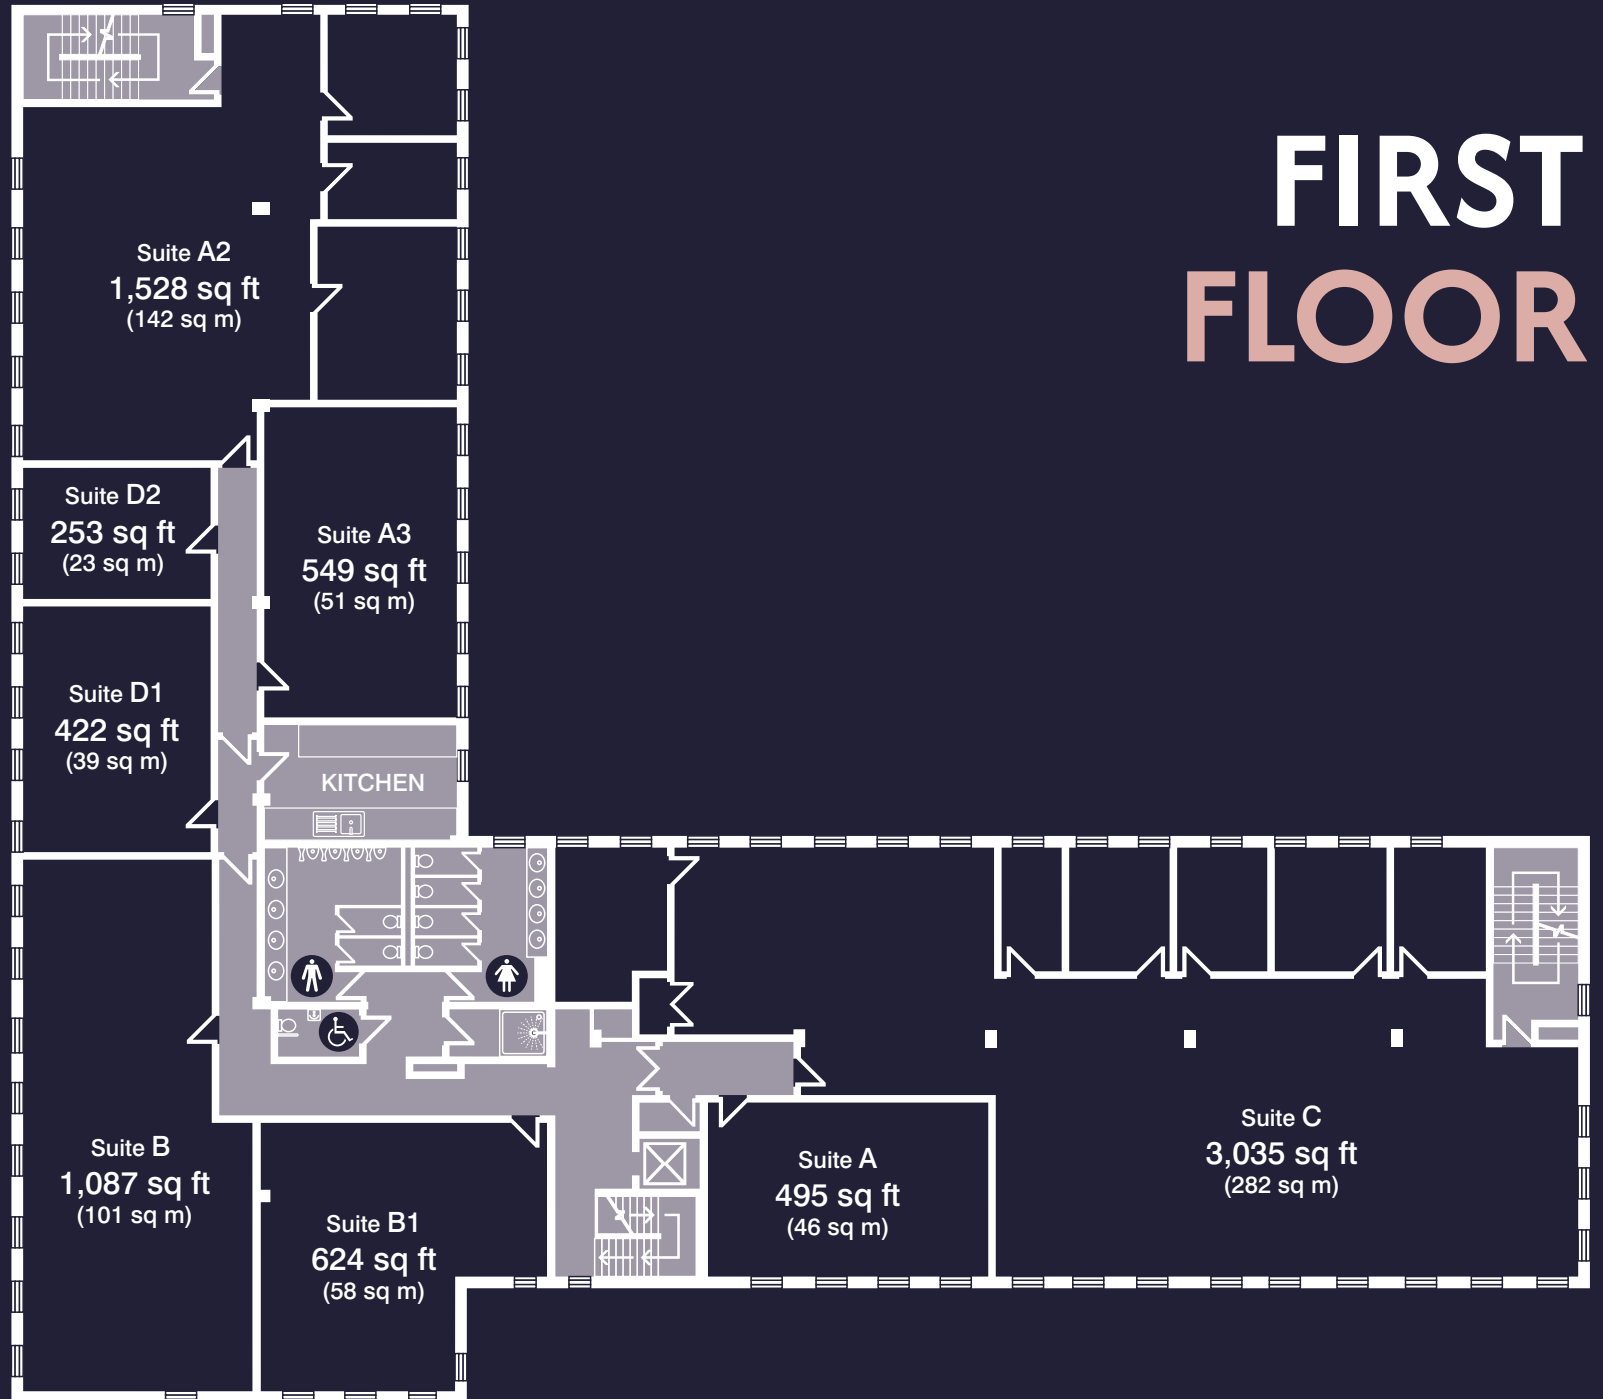 FIRST
FLOOR
Suite A2
1,528 sq ft
(142 sq m)
Suite D2
253 sq ft
(23 sq m)
Suite A3
549 sq ft
(51 sq m)
Suite D1
422 sq ft
(39 sq m)
KITCHEN
Suite B
1,087 sq ft
(101 sq m)
Suite B1
624 sq ft
(58 sq m)
Suite A
495 sq ft
(46 sq m)
Suite C
3,035 sq ft
(282 sq m)